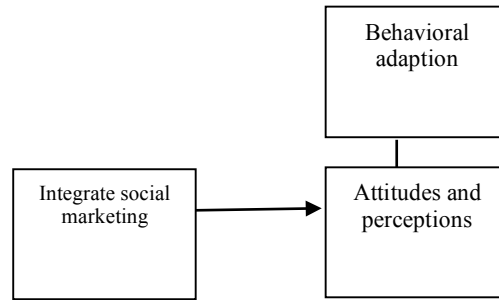 Behavioral
adaption
Integrate social
marketing
Attitudes and
perceptions